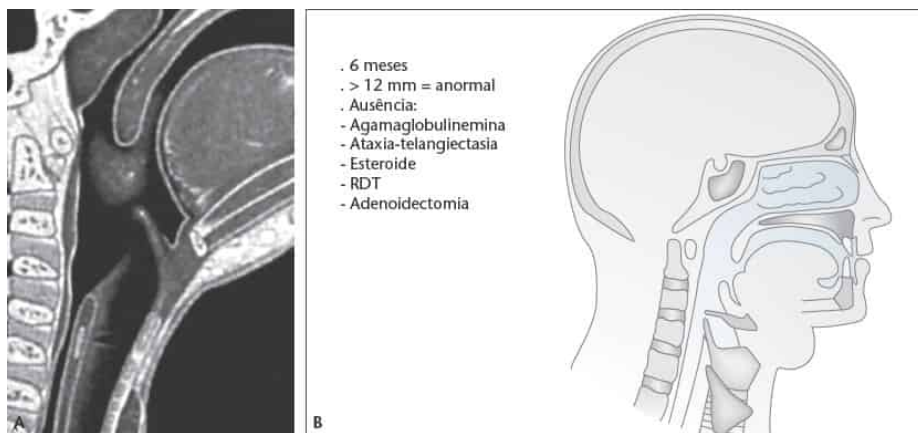 . 6 meses
. > 12 mm = anormal
. Ausência:
- Agamaglobulinemina
- Ataxia-telangiectasia
- Esteroide
- RDT
- Adenoidectomia
A
B